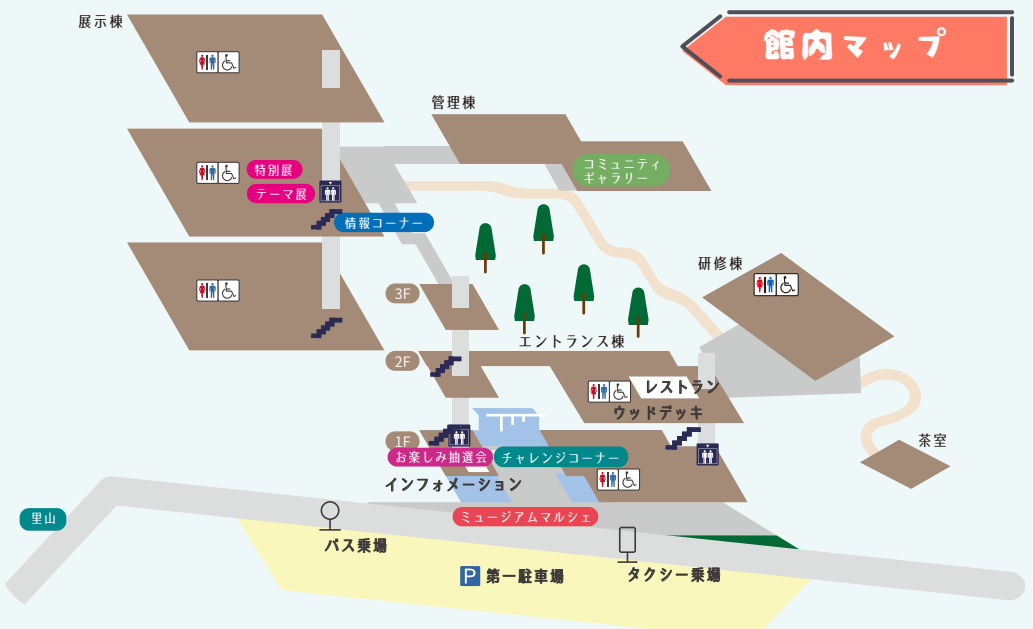 展示棟
館内マップ
管理棟
特別展
テーマ展
コミュニティ
ギャラリー
情報コーナー
研修棟
3F
エントランス棟
2F
レストラン
ウッドデッキ
1F
お楽しみ抽選会
チャレンジコーナー
茶室
インフォメーション
里山
ミュージアムマルシェ
バス乗場
P 第一駐車場
タクシー乗場